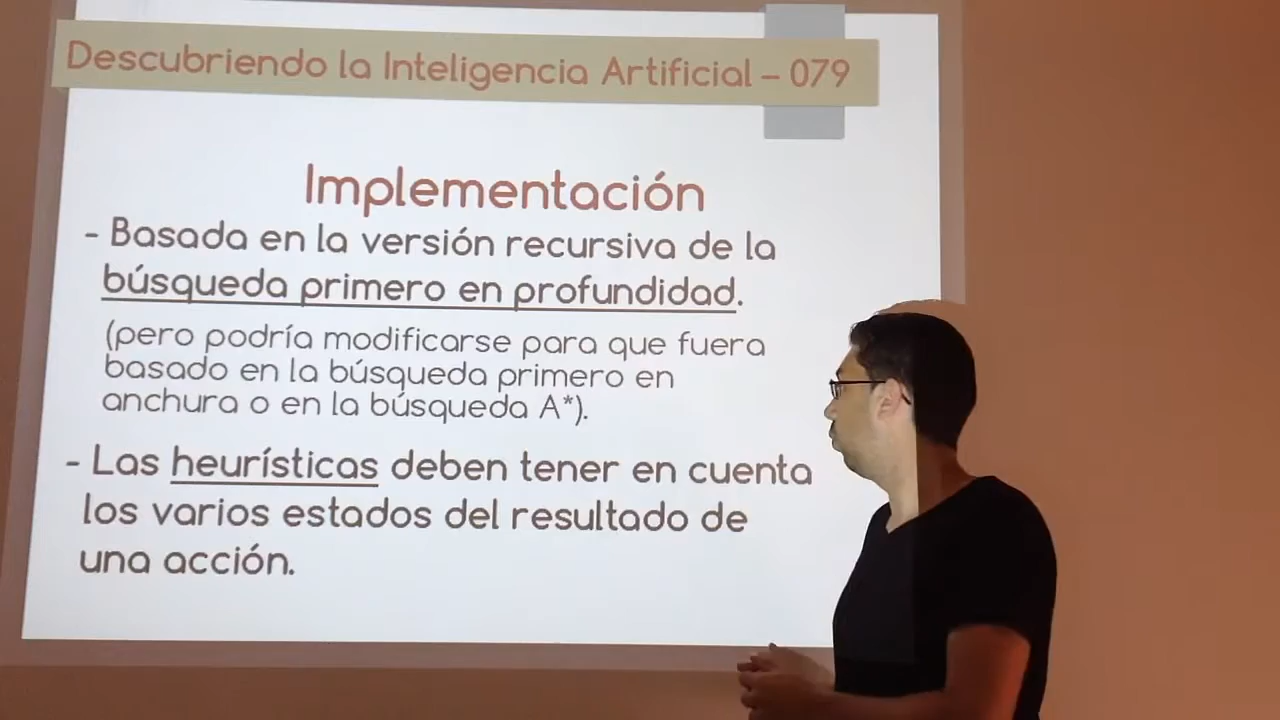 Descubriendo la Inteligencia Artificial – 079
Implementación
- Basada en la versión recursiva de la
búsqueda primero en profundidad.
(pero podría modificarse para que fuera
basado en la búsqueda primero en
anchura o en la búsqueda A*).
- Las heurísticas deben tener en cuenta
los varios estados del resultado de
una acción.